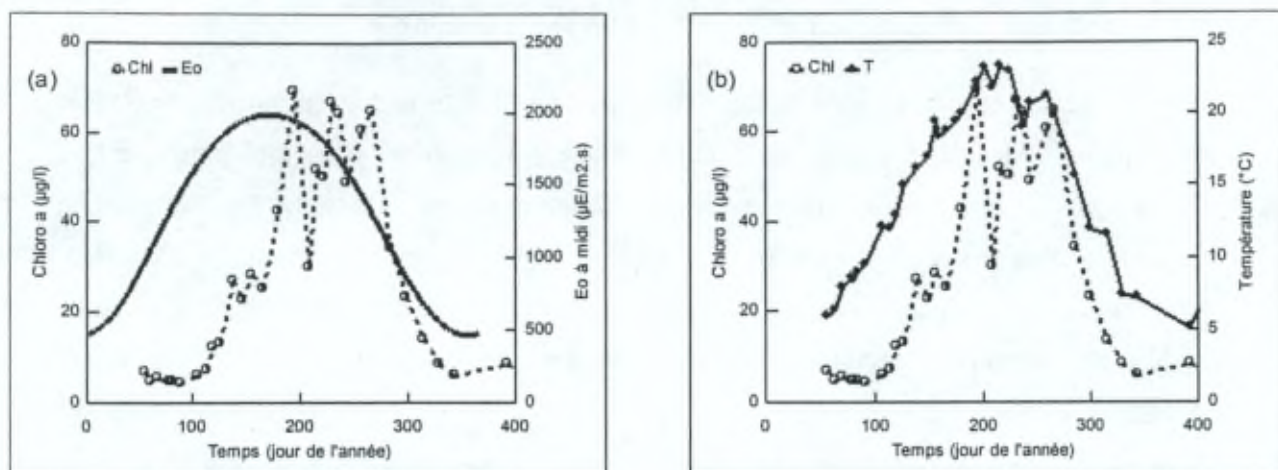 (a)
Chl Eo
80
60
40
20
0
Chloro a (µg/l)
2500
2000
1500
1000
500
0
Eo à midi (µE/m2.s)
0 100 200 300 400
Temps (jour de l'année)
(b)
Chl T
80
60
40
20
0
Chloro a (µg/l)
25
20
15
10
5
0
Température (°C)
0 100 200 300 400
Temps (jour de l'année)